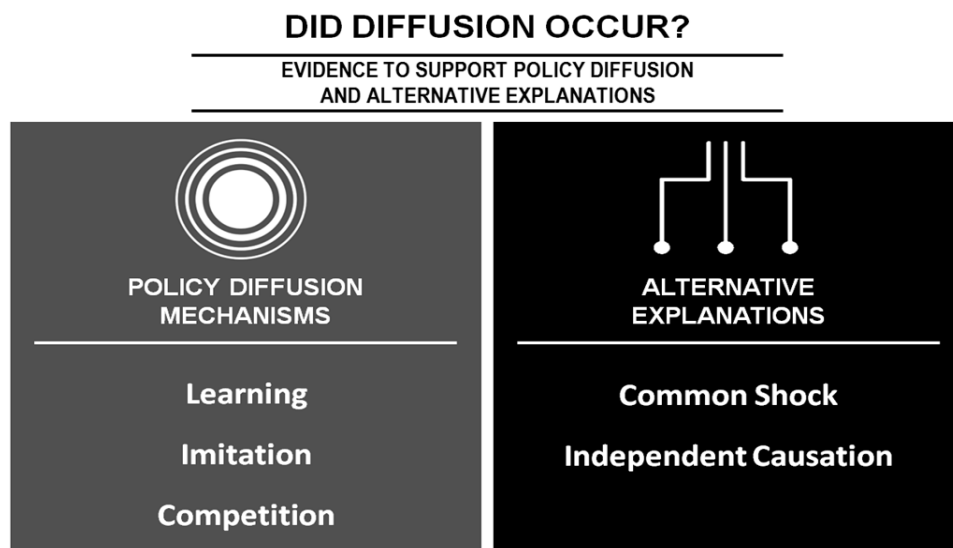 DID DIFFUSION OCCUR?
EVIDENCE TO SUPPORT POLICY DIFFUSION
AND ALTERNATIVE EXPLANATIONS
POLICY DIFFUSION
MECHANISMS
Learning
Imitation
Competition
ALTERNATIVE
EXPLANATIONS
Common Shock
Independent Causation